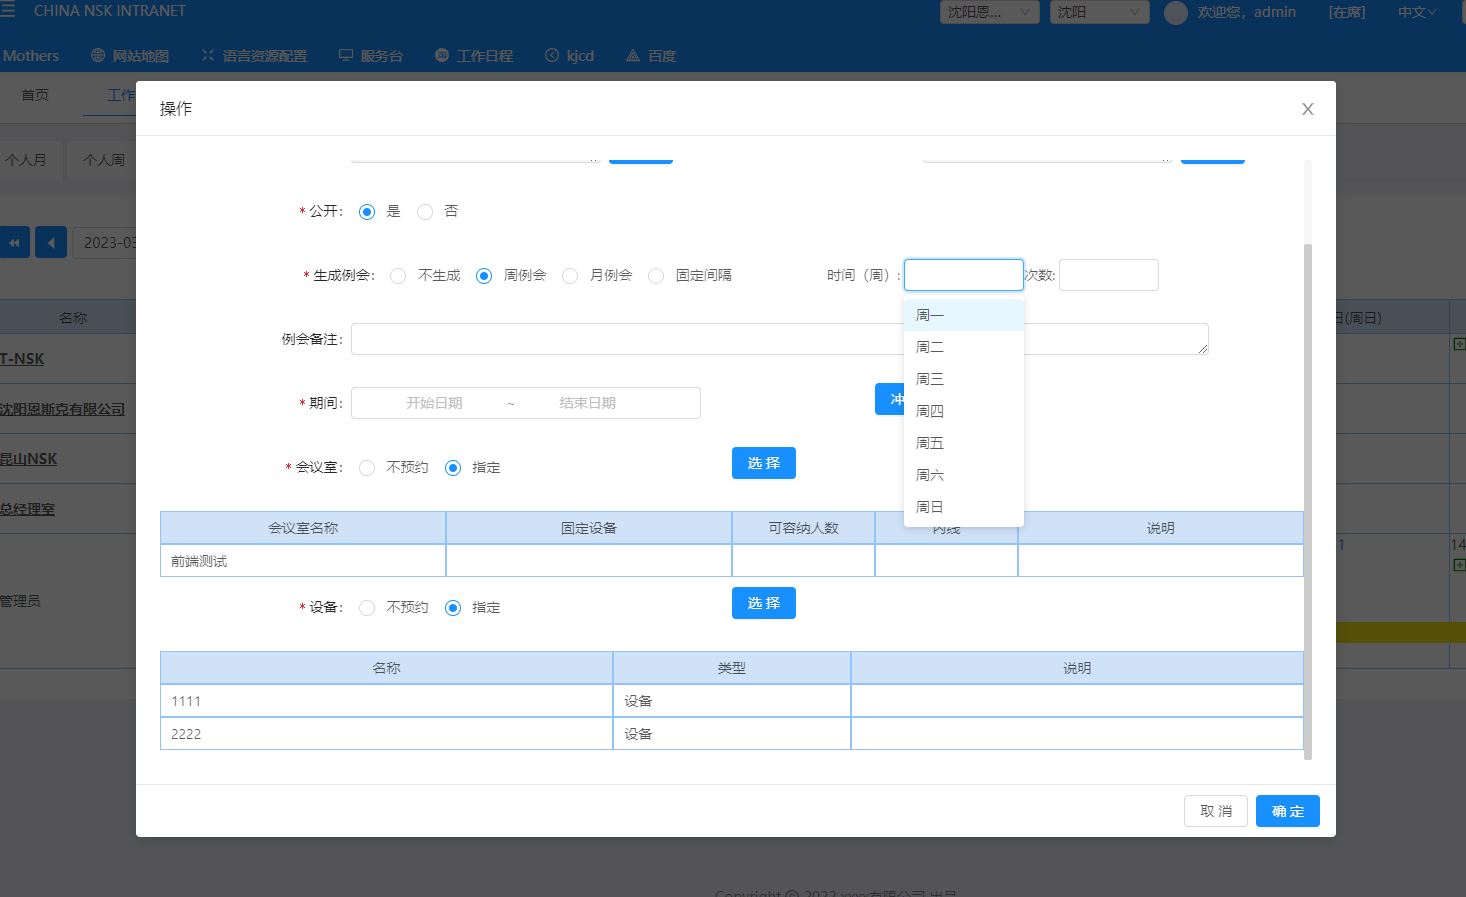 CHINA NSK INTRANET
沈阳恩...
沈阳
欢迎您，admin
[在席]
中文
Mothers
网站地图
语言资源配置
服务台
工作日程
kjcd
百度
首页
工作
操作
个人月
个人周
* 公开：
是
否
2023-03
* 生成例会：
不生成
周例会
月例会
固定间隔
时间（周）:
次数:
名称
日(周日)
周一
T-NSK
例会备注：
周二
周三
沈阳恩斯克有限公司
* 期间：
开始日期
~
结束日期
冲
周四
周五
昆山NSK
* 会议室：
不预约
指定
选 择
周六
总经理室
周日
会议室名称
固定设备
可容纳人数
内线
说明
1
14
前端测试
管理员
* 设备：
不预约
指定
选 择
名称
类型
说明
1111
设备
2222
设备
取 消
确 定
Copyright © 2023 xxxx有限公司 出品